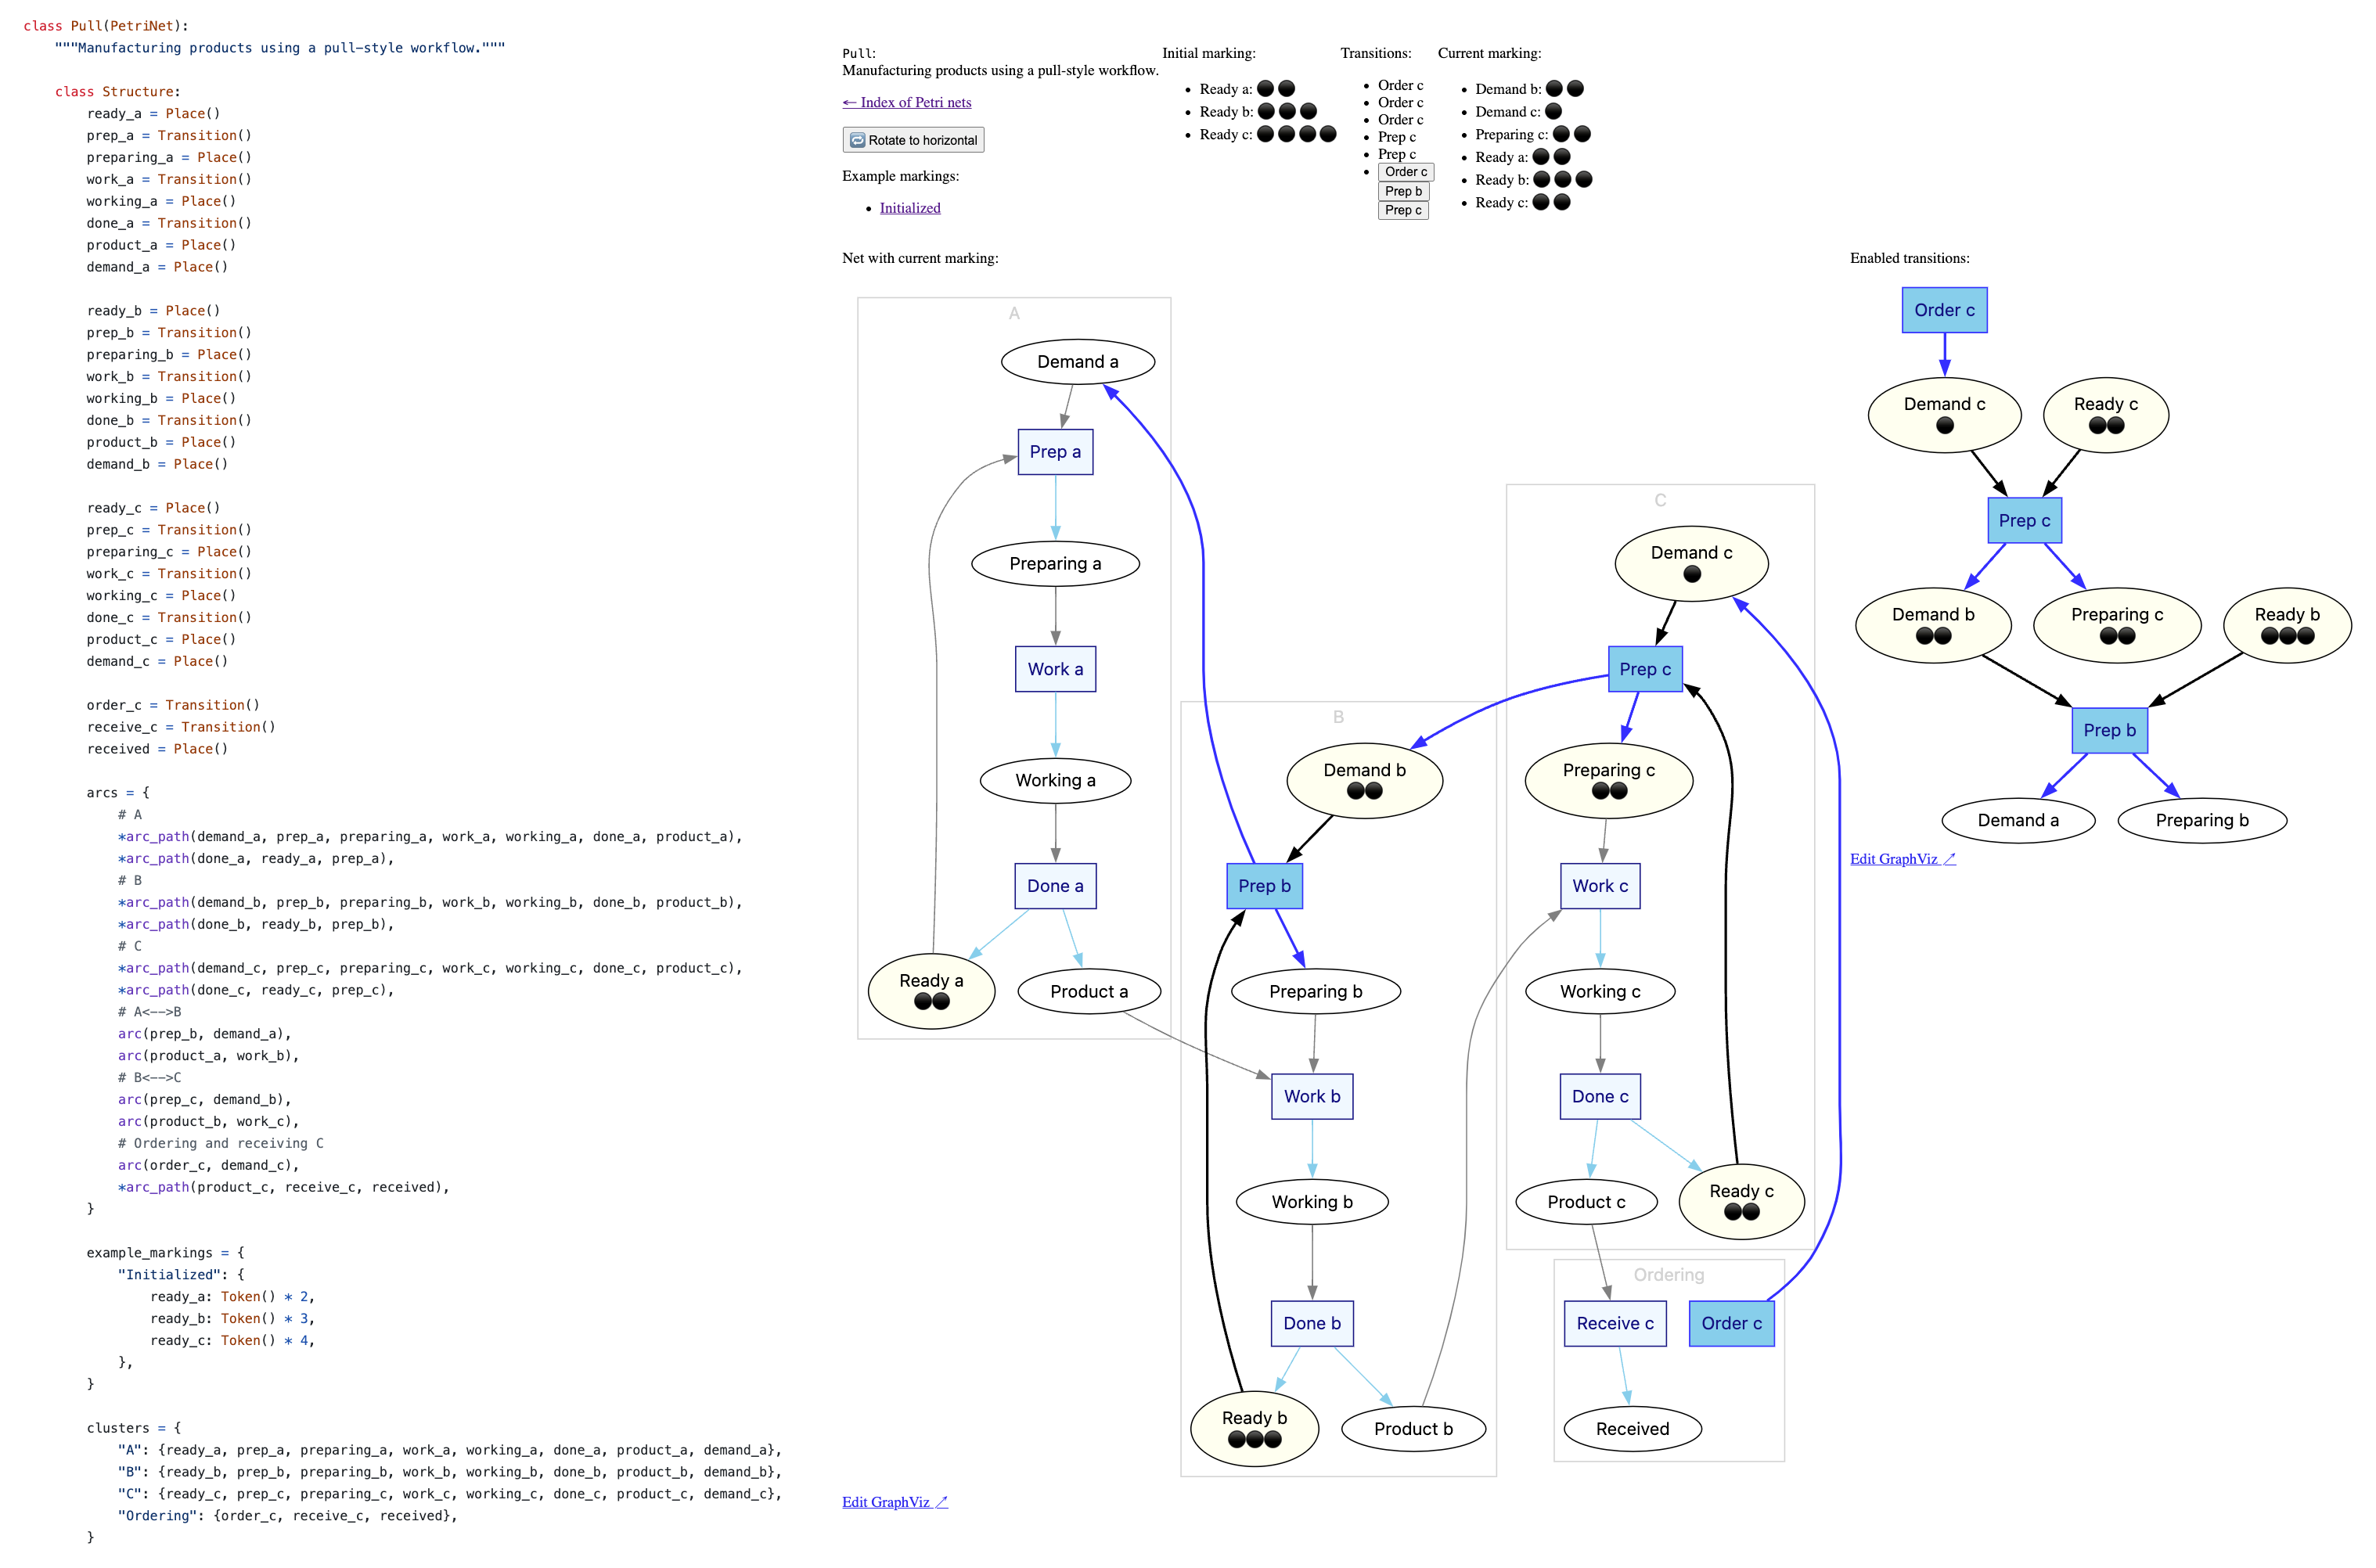 class Pull(PetriNet):
    """Manufacturing products using a pull-style workflow."""
    class Structure:
        ready_a = Place()
        prep_a = Transition()
        preparing_a = Place()
        work_a = Transition()
        working_a = Place()
        done_a = Transition()
        product_a = Place()
        demand_a = Place()
        ready_b = Place()
        prep_b = Transition()
        preparing_b = Place()
        work_b = Transition()
        working_b = Place()
        done_b = Transition()
        product_b = Place()
        demand_b = Place()
        ready_c = Place()
        prep_c = Transition()
        preparing_c = Place()
        work_c = Transition()
        working_c = Place()
        done_c = Transition()
        product_c = Place()
        demand_c = Place()
        order_c = Transition()
        receive_c = Transition()
        received = Place()
        arcs = {
            # A
            *arc_path(demand_a, prep_a, preparing_a, work_a, working_a, done_a, product_a),
            *arc_path(done_a, ready_a, prep_a),
            # B
            *arc_path(demand_b, prep_b, preparing_b, work_b, working_b, done_b, product_b),
            *arc_path(done_b, ready_b, prep_b),
            # C
            *arc_path(demand_c, prep_c, preparing_c, work_c, working_c, done_c, product_c),
            *arc_path(done_c, ready_c, prep_c),
            # A<-->B
            arc(prep_b, demand_a),
            arc(product_a, work_b),
            # B<-->C
            arc(prep_c, demand_b),
            arc(product_b, work_c),
            # Ordering and receiving C
            arc(order_c, demand_c),
            *arc_path(product_c, receive_c, received),
        }
        example_markings = {
            "Initialized": {
                ready_a: Token() * 2,
                ready_b: Token() * 3,
                ready_c: Token() * 4,
            },
        }
        clusters = {
            "A": {ready_a, prep_a, preparing_a, work_a, working_a, done_a, product_a, demand_a},
            "B": {ready_b, prep_b, preparing_b, work_b, working_b, done_b, product_b, demand_b},
            "C": {ready_c, prep_c, preparing_c, work_c, working_c, done_c, product_c, demand_c},
            "Ordering": {order_c, receive_c, received},
        }
Pull:
Manufacturing products using a pull-style workflow.
← Index of Petri nets
Rotate to horizontal
Example markings:
• Initialized
Initial marking:
• Ready a: ⚫⚫
• Ready b: ⚫⚫⚫
• Ready c: ⚫⚫⚫⚫
Transitions:
• Order c
• Order c
• Order c
• Prep c
• Prep c
• Order c
Prep b
Prep c
Current marking:
• Demand b: ⚫⚫
• Demand c: ⚫
• Preparing c: ⚫⚫
• Ready a: ⚫⚫
• Ready b: ⚫⚫⚫
• Ready c: ⚫⚫
Net with current marking:
A
Demand a
Prep a
Preparing a
Work a
Working a
Done a
Ready a
⚫⚫
Product a
B
Demand b
⚫⚫
Prep b
Preparing b
Work b
Working b
Done b
Ready b
⚫⚫⚫
Product b
C
Demand c
⚫
Prep c
Preparing c
⚫⚫
Work c
Working c
Done c
Product c
Ready c
⚫⚫
Ordering
Receive c
Order c
Received
Edit GraphViz ↗
Enabled transitions:
Order c
Demand c
⚫
Ready c
⚫⚫
Prep c
Demand b
⚫⚫
Preparing c
⚫⚫
Ready b
⚫⚫⚫
Prep b
Demand a
Preparing b
Edit GraphViz ↗